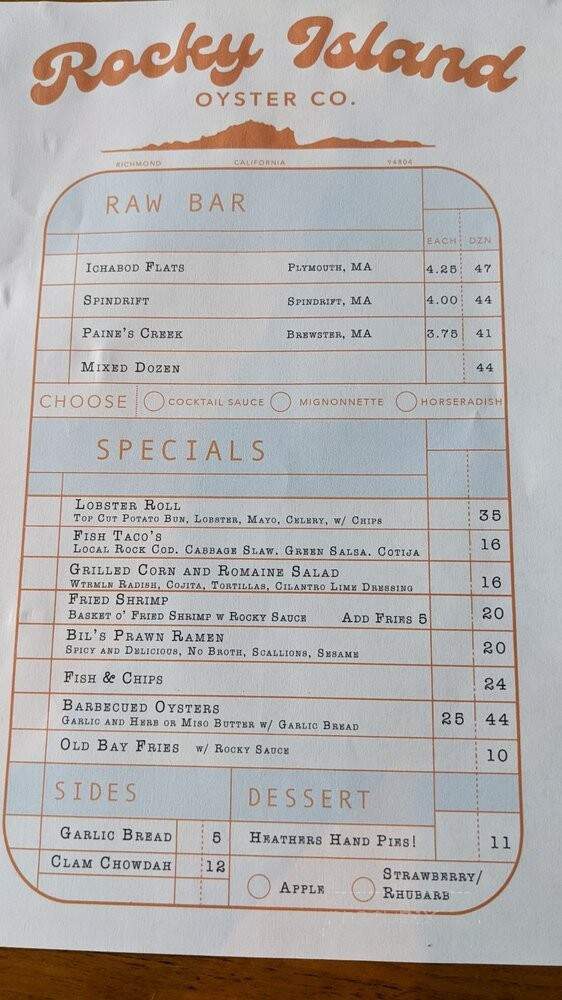 Rocky Island
OYSTER CO.
RICHMOND CALIFORNIA 94804
RAW BAR
EACH DZN
Ichabod Flats Plymouth, MA 4.25 47
Spindrift Spindrift, MA 4.00 44
Paine's Creek Brewster, MA 3.75 41
Mixed Dozen 44
CHOOSE COCKTAIL SAUCE MIGNONNETTE HORSERADISH
SPECIALS
Lobster Roll 35
Top Cut Potato Bun, Lobster, Mayo, Celery, w/ Chips
Fish Taco's 16
Local Rock Cod, Cabbage Slaw, Green Salsa, Cotija
Grilled Corn and Romaine Salad 16
Wtrmln Radish, Cojita, Tortillas, Cilantro Lime Dressing
Fried Shrimp 20
Basket o' Fried Shrimp w Rocky Sauce Add Fries 5
Bil's Prawn Ramen 20
Spicy and Delicious, No Broth, Scallions, Sesame
Fish & Chips 24
Barbecued Oysters 25 44
Garlic and Herb or Miso Butter w/ Garlic Bread
Old Bay Fries w/ Rocky Sauce 10
SIDES
Garlic Bread 5
Clam Chowdah 12
DESSERT
Heathers Hand Pies! 11
Apple Strawberry/
Rhubarb